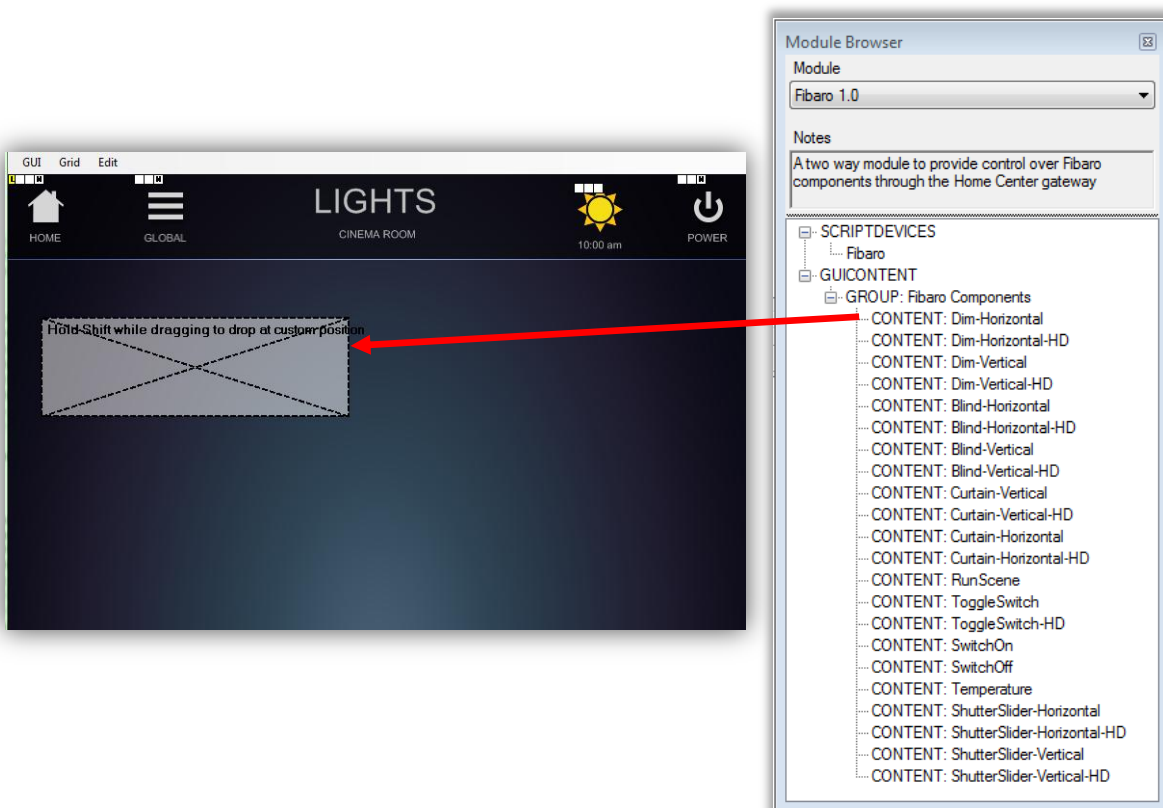 Module Browser
Module
Fibaro 1.0
Notes
A two way module to provide control over Fibaro
components through the Home Center gateway
SCRIPTDEVICES
Fibaro
GUICONTENT
GROUP: Fibaro Components
CONTENT: Dim-Horizontal
CONTENT: Dim-Horizontal-HD
CONTENT: Dim-Vertical
CONTENT: Dim-Vertical-HD
CONTENT: Blind-Horizontal
CONTENT: Blind-Horizontal-HD
CONTENT: Blind-Vertical
CONTENT: Blind-Vertical-HD
CONTENT: Curtain-Vertical
CONTENT: Curtain-Vertical-HD
CONTENT: Curtain-Horizontal
CONTENT: Curtain-Horizontal-HD
CONTENT: RunScene
CONTENT: ToggleSwitch
CONTENT: ToggleSwitch-HD
CONTENT: SwitchOn
CONTENT: SwitchOff
CONTENT: Temperature
CONTENT: ShutterSlider-Horizontal
CONTENT: ShutterSlider-Horizontal-HD
CONTENT: ShutterSlider-Vertical
CONTENT: ShutterSlider-Vertical-HD
GUI Grid Edit
LIGHTS
CINEMA ROOM
HOME
GLOBAL
10:00 am
POWER
Hold Shift while dragging to drop at custom position